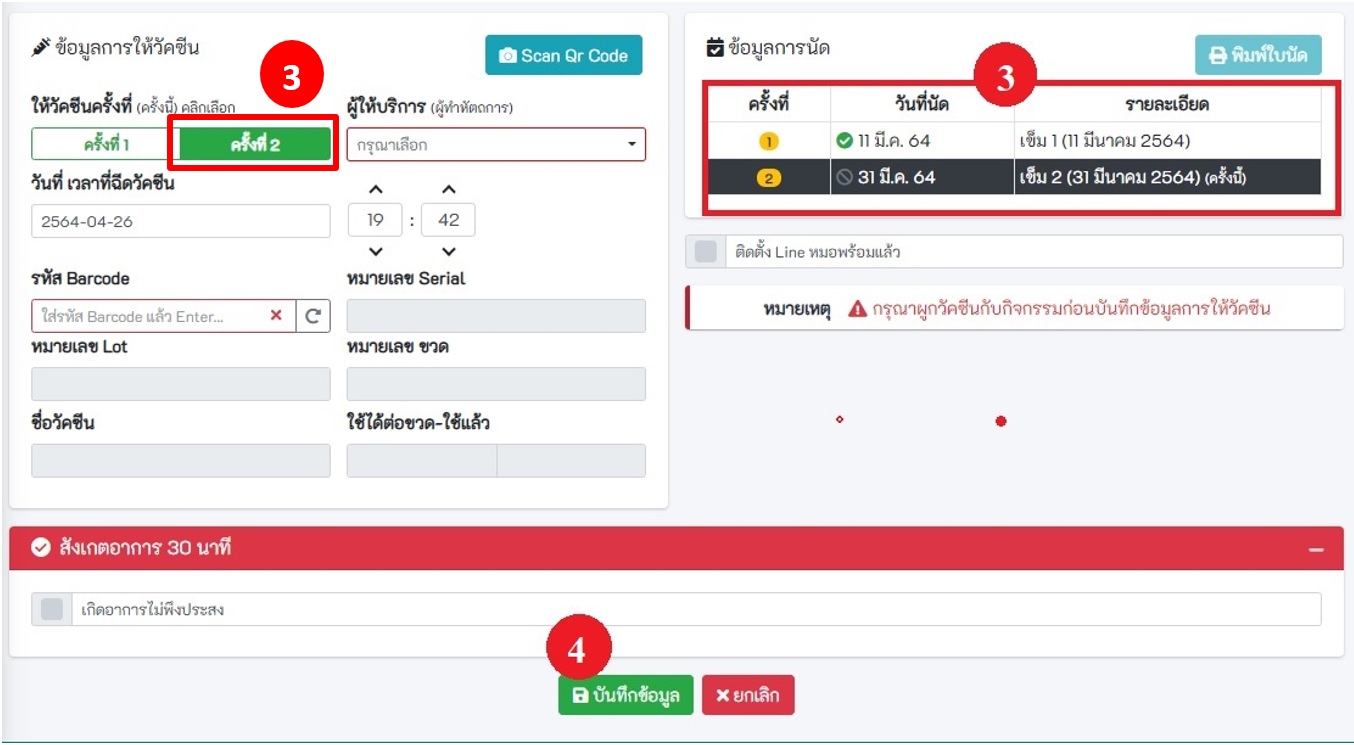 ข้อมูลการให้วัคซีน
Scan Qr Code
3
ให้วัคซีนครั้งที่ (ครั้งนี้) คลิกเลือก
ผู้ให้บริการ (ผู้ทำหัตถการ)
ครั้งที่ 1
ครั้งที่ 2
กรุณาเลือก
วันที่ เวลาที่ฉีดวัคซีน
2564-04-26
19 : 42
รหัส Barcode
หมายเลข Serial
ใส่รหัส Barcode แล้ว Enter...
หมายเลข Lot
หมายเลข ขวด
ชื่อวัคซีน
ใช้ได้ต่อขวด-ใช้แล้ว
ข้อมูลการนัด
3
พิมพ์ใบนัด
ครั้งที่ วันที่นัด รายละเอียด
1 11 มี.ค. 64 เข็ม 1 (11 มีนาคม 2564)
2 31 มี.ค. 64 เข็ม 2 (31 มีนาคม 2564) (ครั้งนี้)
ติดตั้ง Line หมอพร้อมแล้ว
หมายเหตุ กรุณาผูกวัคซีนกับกิจกรรมก่อนบันทึกข้อมูลการให้วัคซีน
สังเกตอาการ 30 นาที
เกิดอาการไม่พึงประสง
4
บันทึกข้อมูล
ยกเลิก